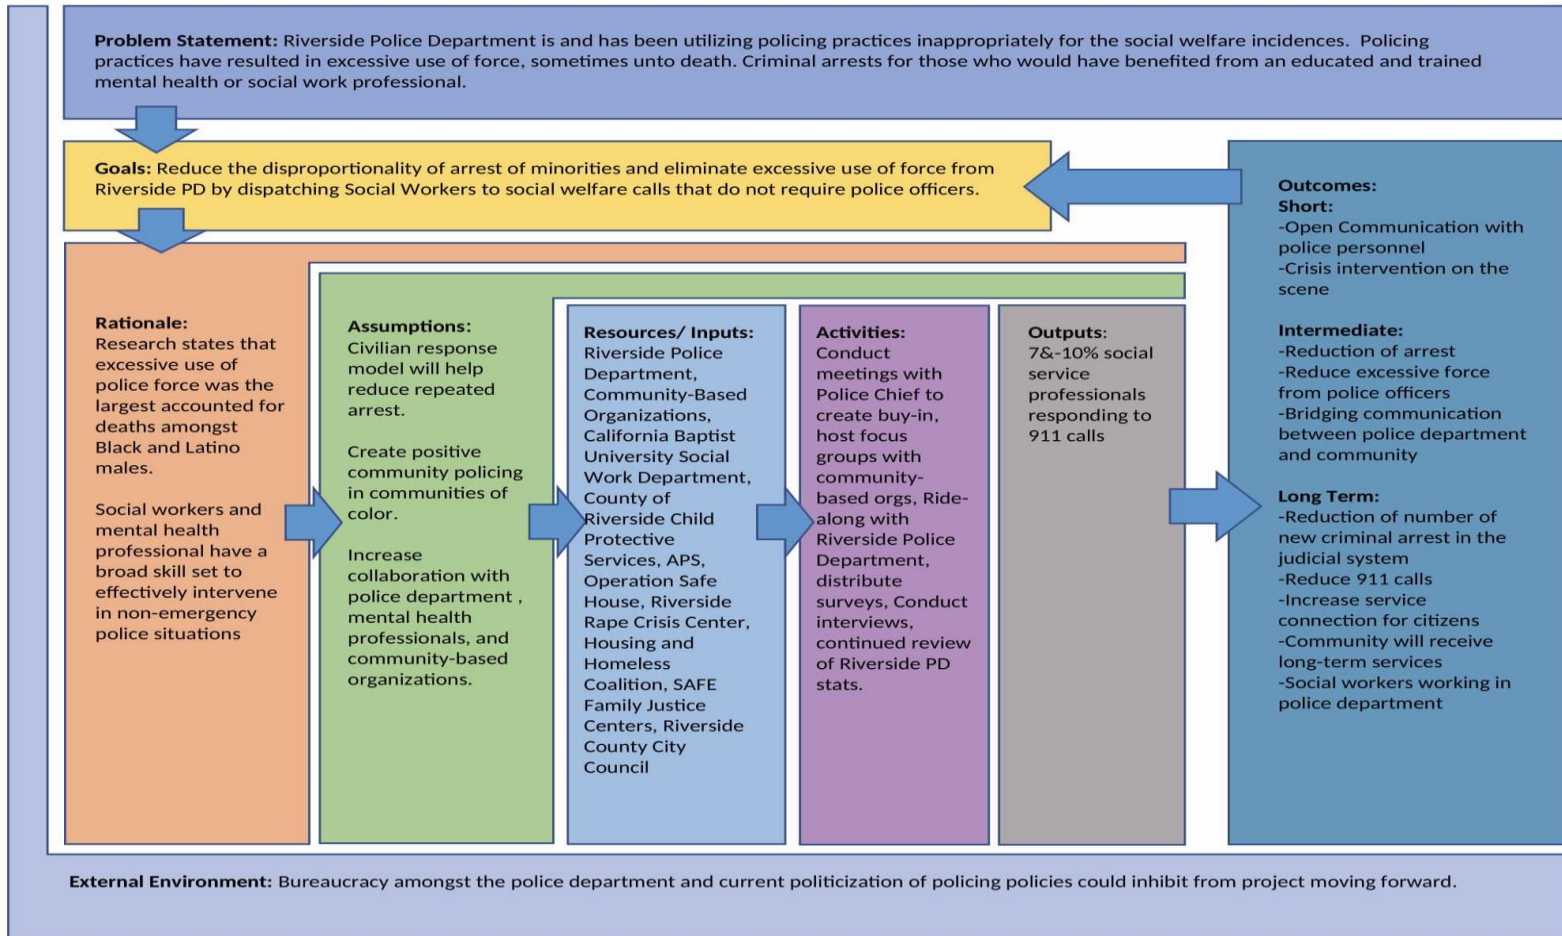 Problem Statement: Riverside Police Department is and has been utilizing policing practices inappropriately for the social welfare incidences.  Policing
practices have resulted in excessive use of force, sometimes unto death. Criminal arrests for those who would have benefited from an educated and trained
mental health or social work professional.
Goals: Reduce the disproportionality of arrest of minorities and eliminate excessive use of force from
Riverside PD by dispatching Social Workers to social welfare calls that do not require police officers.
Rationale:
Research states that
excessive use of
police force was the
largest accounted for
deaths amongst
Black and Latino
males.
Social workers and
mental health
professional have a
broad skill set to
effectively intervene
in non-emergency
police situations
Assumptions:
Civilian response
model will help
reduce repeated
arrest.
Create positive
community policing
in communities of
color.
Increase
collaboration with
police department ,
mental health
professionals, and
community-based
organizations.
Resources/ Inputs:
Riverside Police
Department,
Community-Based
Organizations,
California Baptist
University Social
Work Department,
County of
Riverside Child
Protective
Services, APS,
Operation Safe
House, Riverside
Rape Crisis Center,
Housing and
Homeless
Coalition, SAFE
Family Justice
Centers, Riverside
County City
Council
Activities:
Conduct
meetings with
Police Chief to
create buy-in,
host focus
groups with
community-
based orgs, Ride-
along with
Riverside Police
Department,
distribute
surveys, Conduct
interviews,
continued review
of Riverside PD
stats.
Outputs:
7&-10% social
service
professionals
responding to
911 calls
Outcomes:
Short:
-Open Communication with
police personnel
-Crisis intervention on the
scene
Intermediate:
-Reduction of arrest
-Reduce excessive force
from police officers
-Bridging communication
between police department
and community
Long Term:
-Reduction of number of
new criminal arrest in the
judicial system
-Reduce 911 calls
-Increase service
connection for citizens
-Community will receive
long-term services
-Social workers working in
police department
External Environment: Bureaucracy amongst the police department and current politicization of policing policies could inhibit from project moving forward.